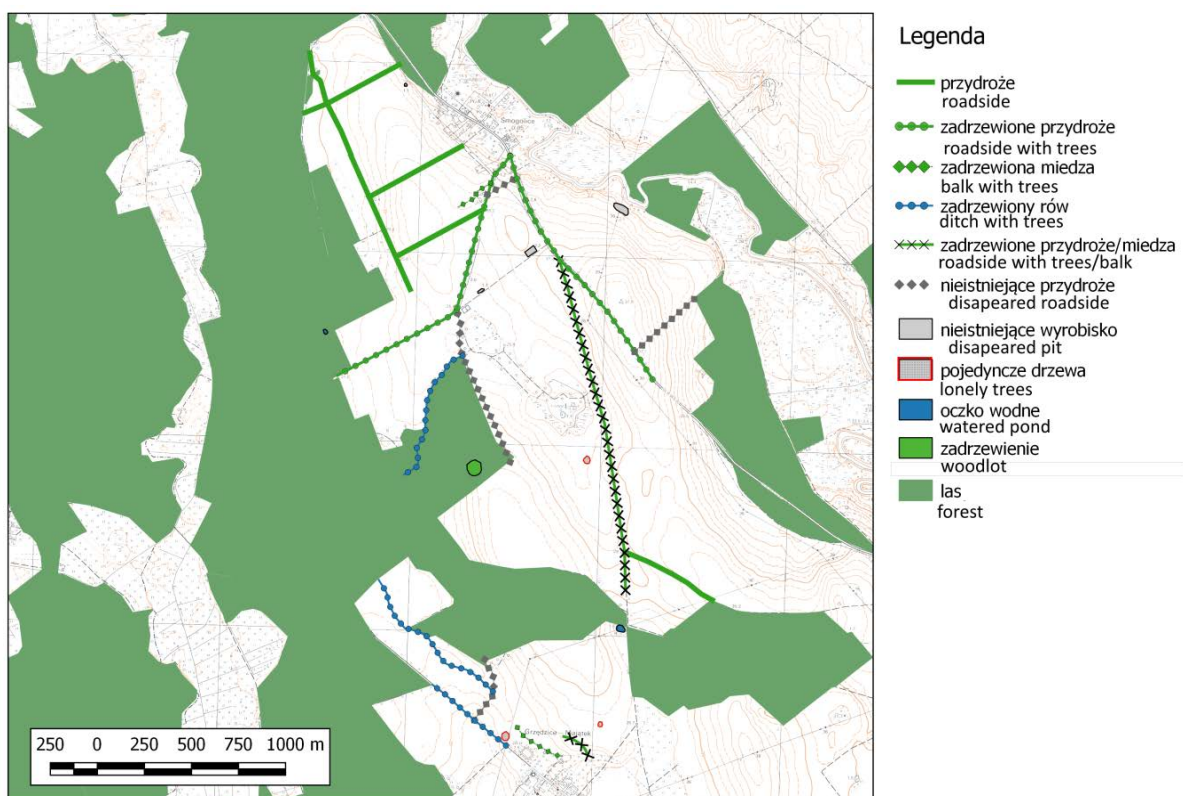 Legenda
przydroże
roadside
zadrzewione przydroże
roadside with trees
zadrzewiona miedza
balk with trees
zadrzewiony rów
ditch with trees
zadrzewione przydroże/miedza
roadside with trees/balk
nieistniejące przydroże
disapeared roadside
nieistniejące wyrobisko
disapeared pit
pojedyncze drzewa
lonely trees
oczko wodne
watered pond
zadrzewienie
woodlot
las
forest
Smogolice
Grzędzice
250 0 250 500 750 1000 m